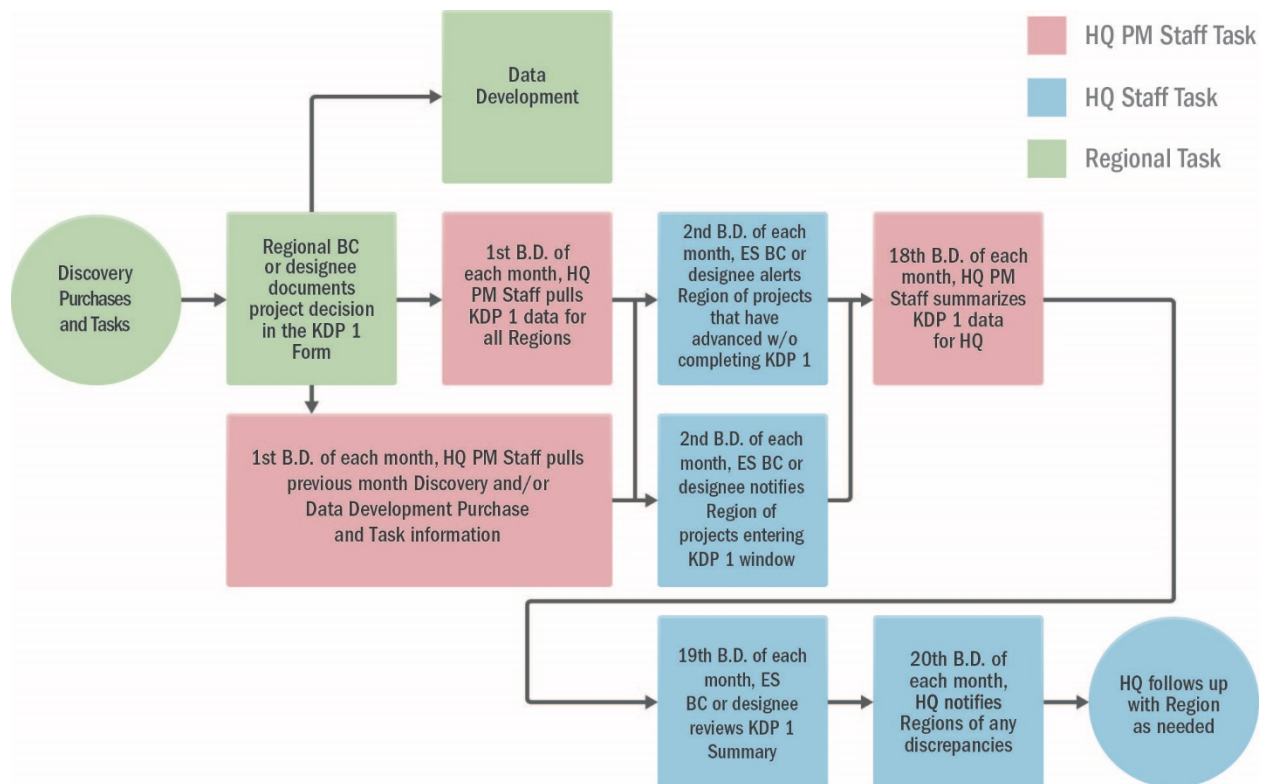 HQ PM Staff Task
HQ Staff Task
Regional Task
Data
Development
Discovery
Purchases
and Tasks
Regional BC
or designee
documents
project decision
in the KDP 1
Form
1st B.D. of
each month, HQ
PM Staff pulls
KDP 1 data for
all Regions
2nd B.D. of each
month, ES BC or
designee alerts
Region of projects
that have
advanced w/o
completing KDP 1
18th B.D. of each
month, HQ PM
Staff summarizes
KDP 1 data
for HQ
1st B.D. of each month, HQ PM Staff pulls
previous month Discovery and/or
Data Development Purchase
and Task information
2nd B.D. of each
month, ES BC or
designee notifies
Region of
projects entering
KDP 1 window
19th B.D. of each
month, ES
BC or designee
reviews KDP 1
Summary
20th B.D. of
each month,
HQ notifies
Regions of any
discrepancies
HQ follows up
with Region
as needed